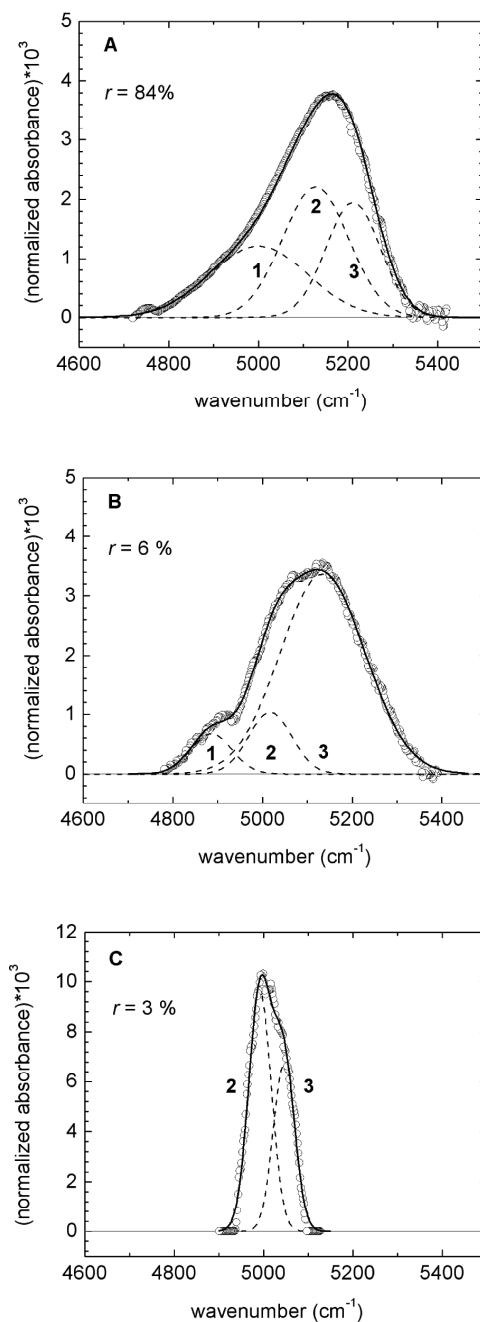 A
r = 84%
(normalized absorbance)*10³
5
4
3
2
1
0
1
2
3
4600 4800 5000 5200 5400
wavenumber (cm⁻¹)
B
r = 6 %
(normalized absorbance)*10³
5
4
3
2
1
0
1
2
3
4600 4800 5000 5200 5400
wavenumber (cm⁻¹)
C
r = 3 %
(normalized absorbance)*10³
12
10
8
6
4
2
0
2
3
4600 4800 5000 5200 5400
wavenumber (cm⁻¹)